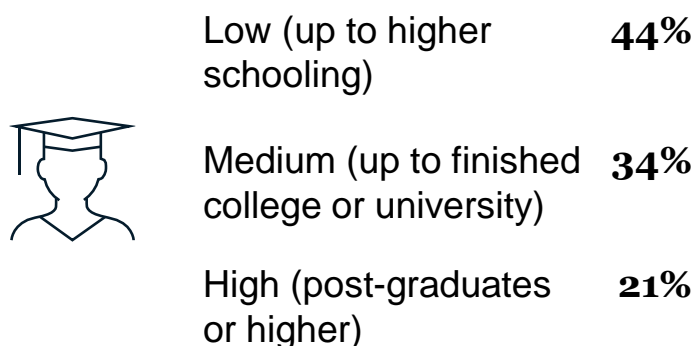 Low (up to higher 44%
schooling)
Medium (up to finished 34%
college or university)
High (post-graduates 21%
or higher)